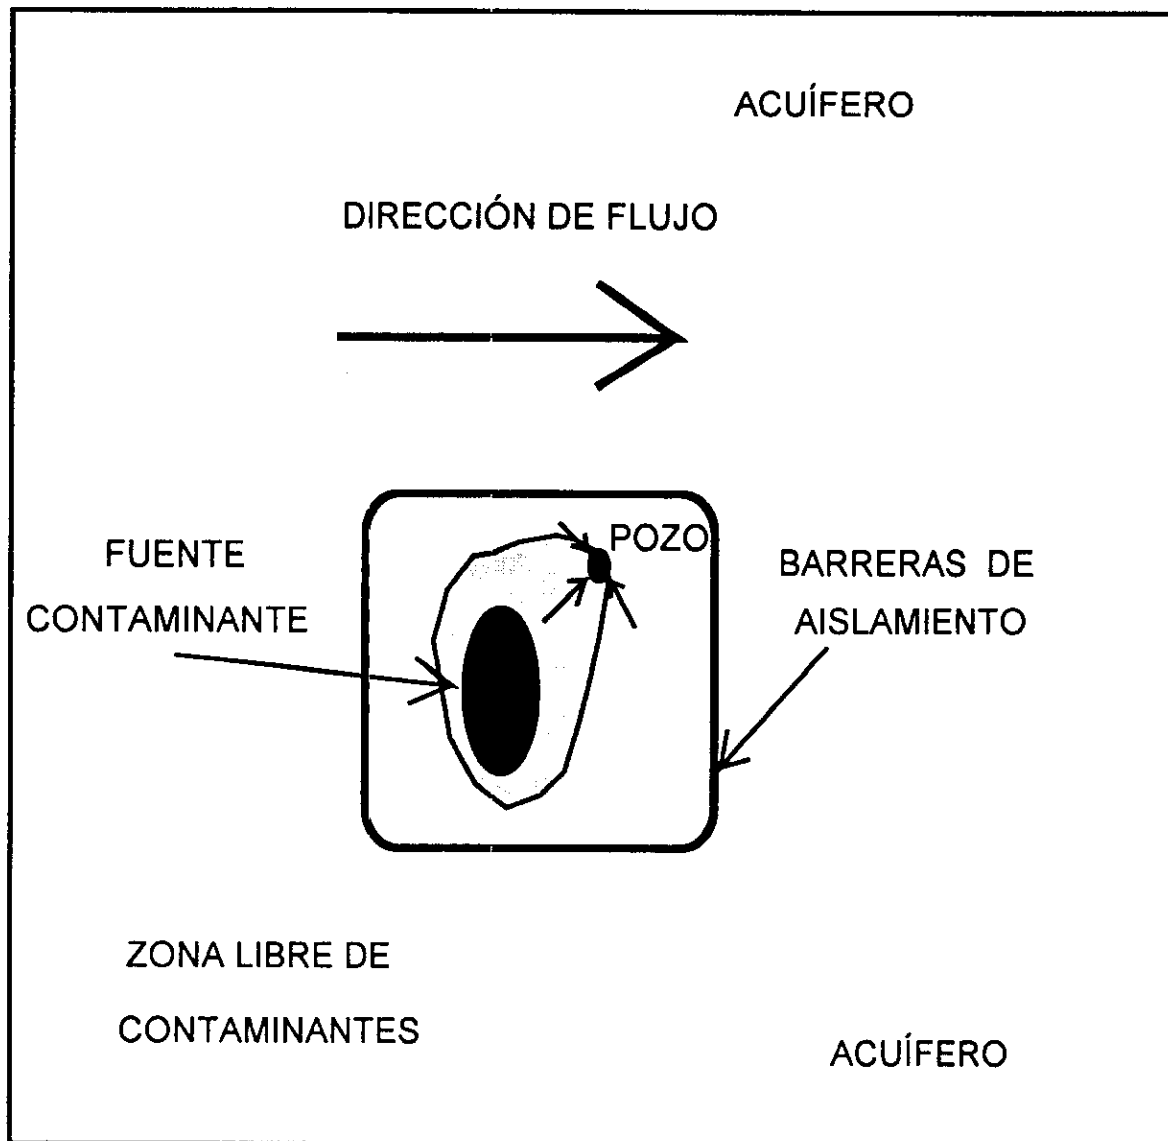 ACUÍFERO
DIRECCIÓN DE FLUJO
POZO
FUENTE
CONTAMINANTE
BARRERAS DE
AISLAMIENTO
ZONA LIBRE DE
CONTAMINANTES
ACUÍFERO